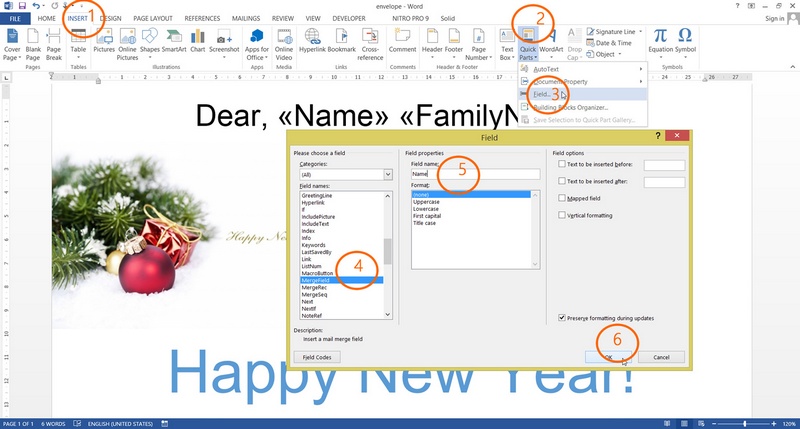 envelope - Word
FILE HOME INSERT DESIGN PAGE LAYOUT REFERENCES MAILINGS REVIEW VIEW DEVELOPER NITRO PRO 9 Solid Sign in
1
2
Cover Page Blank Page Page Break Table Pictures Online Pictures Shapes SmartArt Chart Screenshot Apps for Office Online Video Hyperlink Bookmark Cross-reference Comment Header Footer Page Number Text Box Quick Parts WordArt Drop Cap Signature Line Date & Time Object Equation Symbol
Pages Tables Illustrations Apps Media Links Comments Header & Footer Symbols
AutoText
Document Property
Field...
3
Building Blocks Organizer...
Save Selection to Quick Part Gallery...
Dear, «Name» «FamilyN
Happy N
Field
? ×
Please choose a field
Categories:
(All)
Field names:
GreetingLine
Hyperlink
If
IncludePicture
IncludeText
Index
Info
Keywords
LastSavedBy
Link
ListNum
MacroButton
MergeField
MergeRec
MergeSeq
Next
NextIf
NoteRef
4
Description:
Insert a mail merge field
Field Codes
Field properties
Field name:
Name
5
Format:
(none)
Uppercase
Lowercase
First capital
Title case
Field options
Text to be inserted before:
Text to be inserted after:
Mapped field
Vertical formatting
Preserve formatting during updates
6
OK Cancel
Happy New Year!
PAGE 1 OF 1 6 WORDS ENGLISH (UNITED STATES) 120%